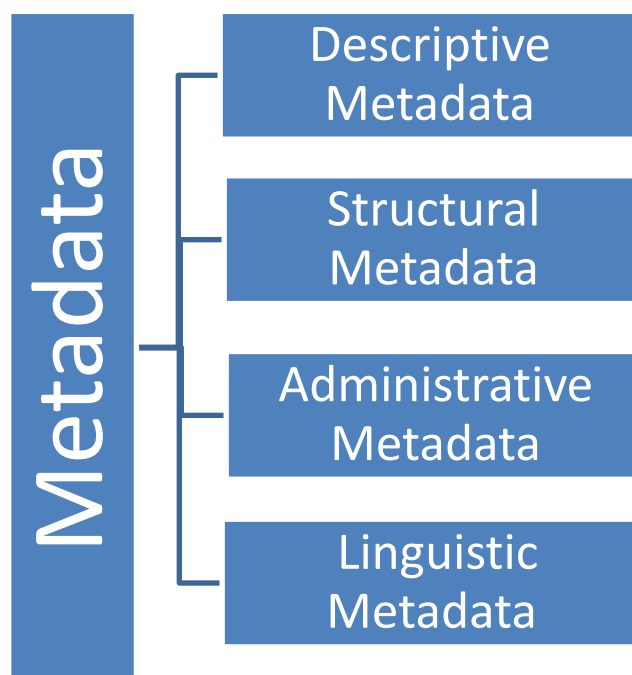 Metadata
Descriptive
Metadata
Structural
Metadata
Administrative
Metadata
Linguistic
Metadata